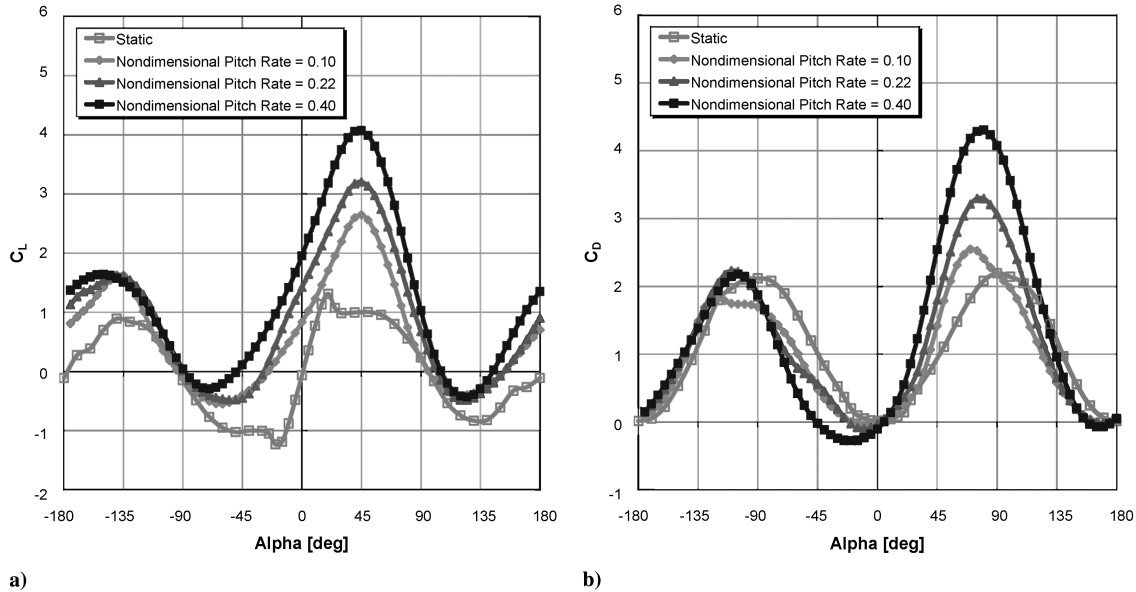 6
5
4
3
2
1
0
-1
-2
C_L
Static
Nondimensional Pitch Rate = 0.10
Nondimensional Pitch Rate = 0.22
Nondimensional Pitch Rate = 0.40
-180 -135 -90 -45 0 45 90 135 180
Alpha [deg]
a)
6
5
4
3
2
1
0
-1
C_D
Static
Nondimensional Pitch Rate = 0.10
Nondimensional Pitch Rate = 0.22
Nondimensional Pitch Rate = 0.40
-180 -135 -90 -45 0 45 90 135 180
Alpha [deg]
b)